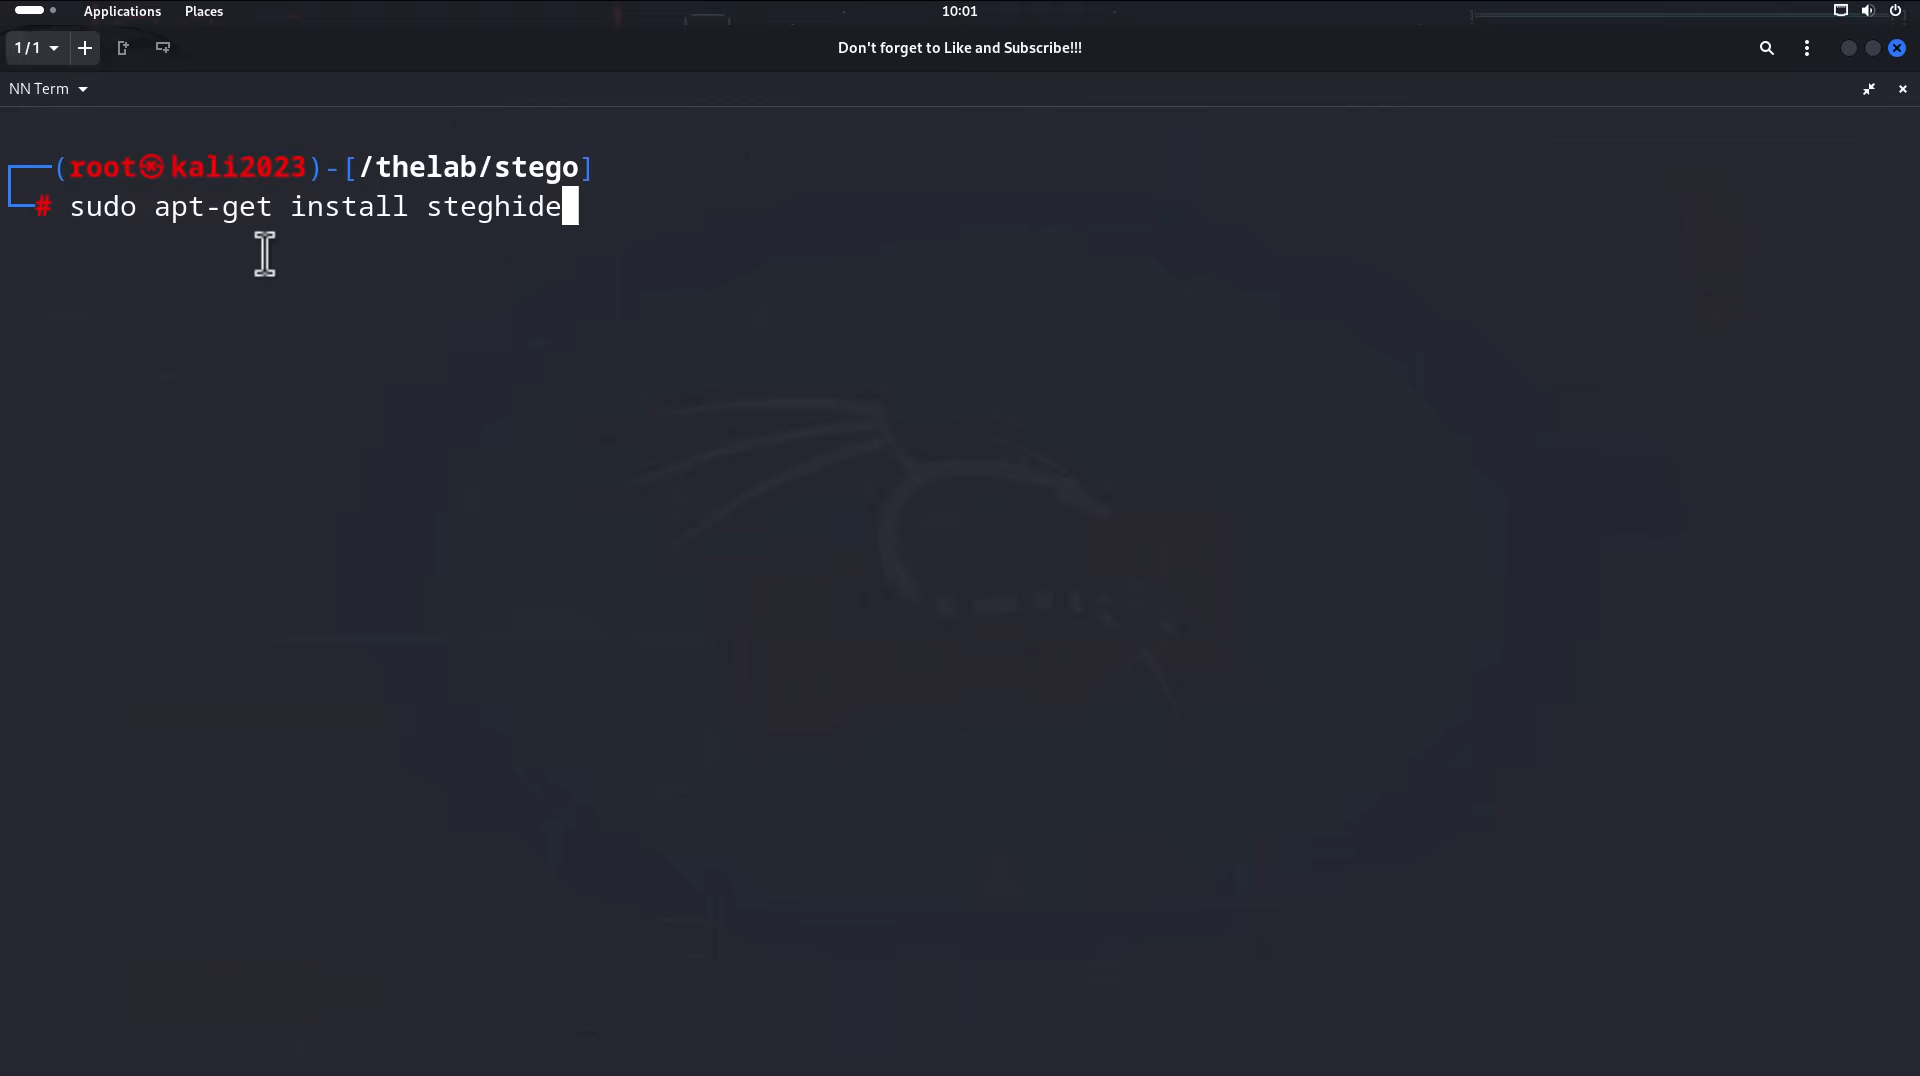 Applications Places 10:01
1/1 Don't forget to Like and Subscribe!!!
NN Term
(root㉿kali2023)-[/thelab/stego]
# sudo apt-get install steghide